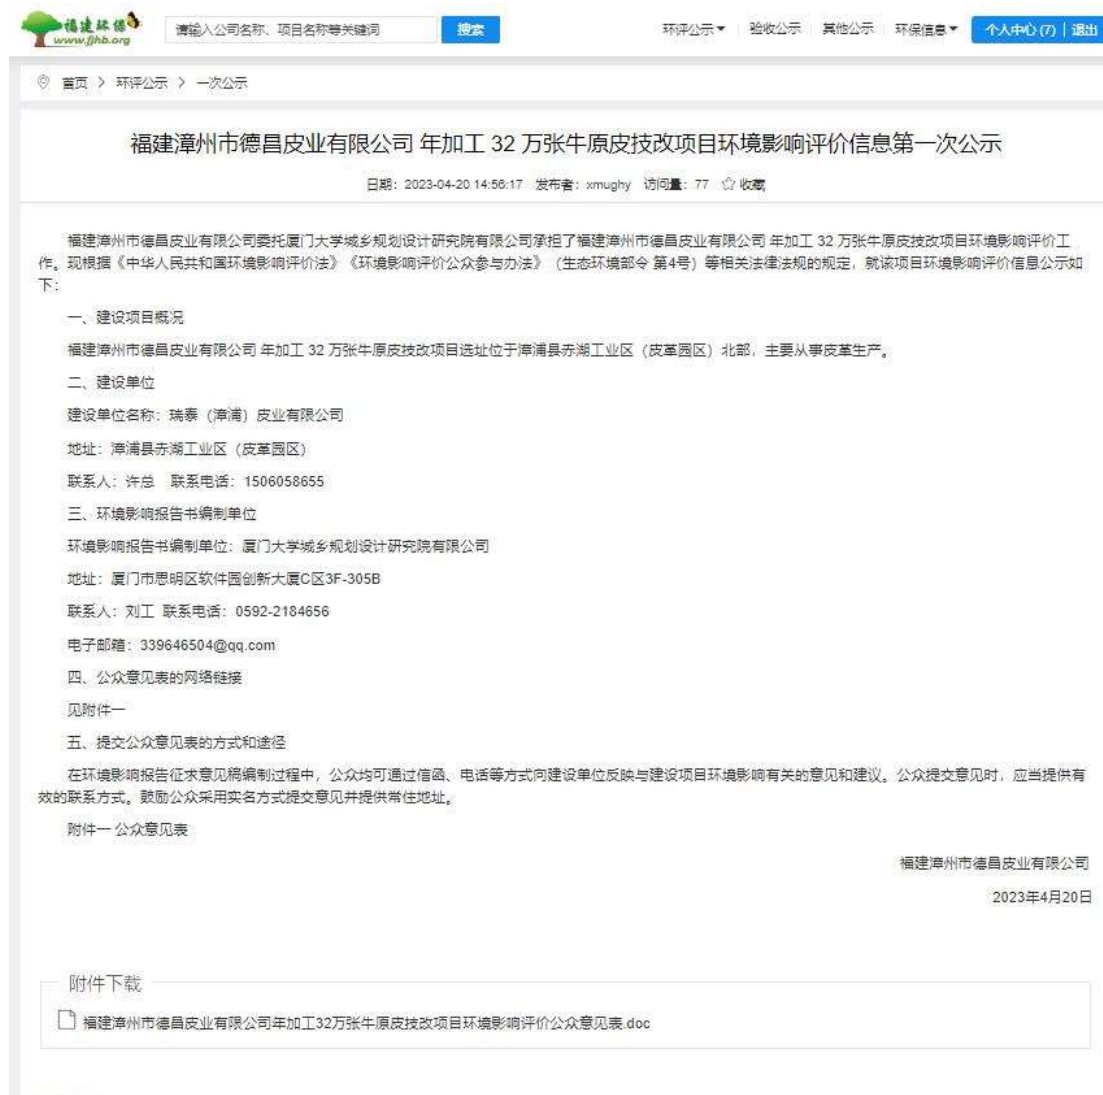 福建环保
www.fjhb.org
请输入公司名称、项目名称等关键词
搜索
环评公示 验收公示 其他公示 环保信息 个人中心 (7) | 退出
首页 > 环评公示 > 一次公示
福建漳州市德昌皮业有限公司 年加工 32 万张牛原皮技改项目环境影响评价信息第一次公示
日期：2023-04-20 14:56:17 发布者：xmughy 访问量：77 收藏
福建漳州市德昌皮业有限公司委托厦门大学城乡规划设计研究院有限公司承担了福建漳州市德昌皮业有限公司 年加工 32 万张牛原皮技改项目环境影响评价工
作。现根据《中华人民共和国环境影响评价法》《环境影响评价公众参与办法》（生态环境部令 第4号）等相关法律法规的规定，就该项目环境影响评价信息公示如
下：
一、建设项目概况
福建漳州市德昌皮业有限公司 年加工 32 万张牛原皮技改项目选址位于漳浦县赤湖工业区（皮革园区）北部，主要从事皮革生产。
二、建设单位
建设单位名称：瑞泰（漳浦）皮业有限公司
地址：漳浦县赤湖工业区（皮革园区）
联系人：许总 联系电话：1506058655
三、环境影响报告书编制单位
环境影响报告书编制单位：厦门大学城乡规划设计研究院有限公司
地址：厦门市思明区软件园创新大厦C区3F-305B
联系人：刘工 联系电话：0592-2184656
电子邮箱：339646504@qq.com
四、公众意见表的网络链接
见附件一
五、提交公众意见表的方式和途径
在环境影响报告征求意见稿编制过程中，公众均可通过信函、电话等方式向建设单位反映与建设项目环境影响有关的意见和建议。公众提交意见时，应当提供有
效的联系方式。鼓励公众采用实名方式提交意见并提供常住地址。
附件一 公众意见表
福建漳州市德昌皮业有限公司
2023年4月20日
附件下载
福建漳州市德昌皮业有限公司年加工32万张牛原皮技改项目环境影响评价公众意见表.doc